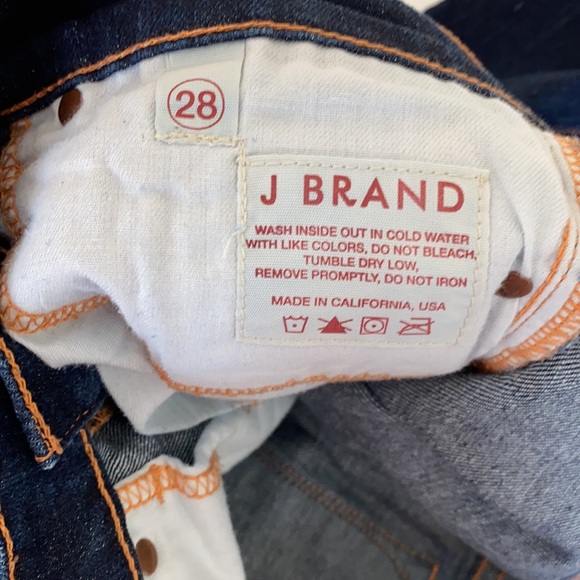 28
J BRAND
WASH INSIDE OUT IN COLD WATER
WITH LIKE COLORS, DO NOT BLEACH,
TUMBLE DRY LOW,
REMOVE PROMPTLY, DO NOT IRON
MADE IN CALIFORNIA, USA